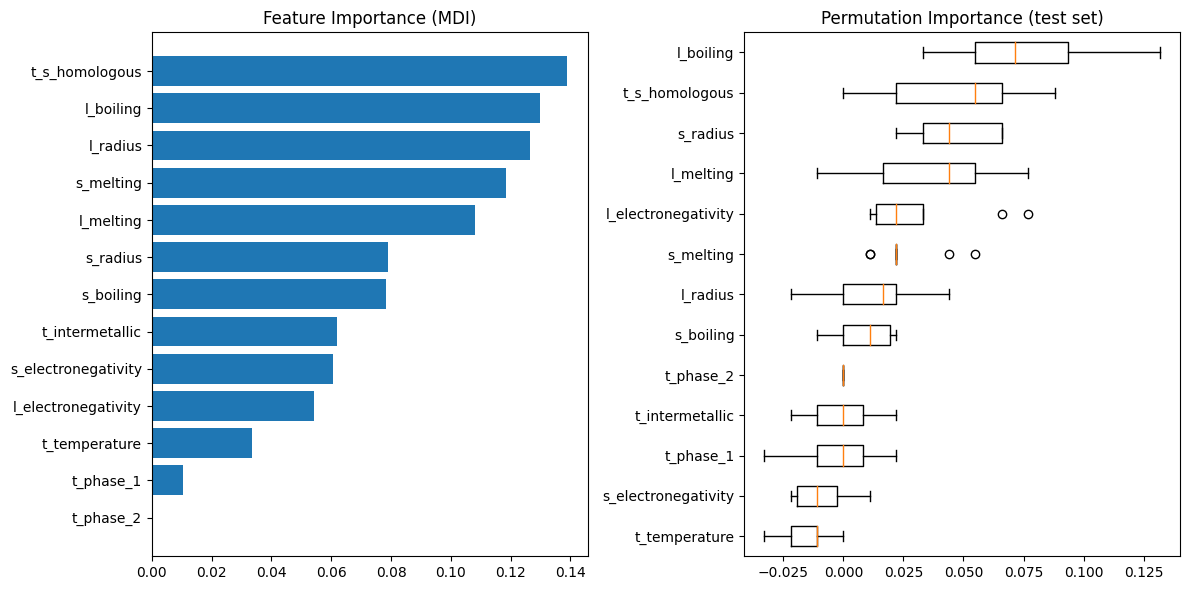 Feature Importance (MDI)
t_s_homologous
l_boiling
l_radius
s_melting
l_melting
s_radius
s_boiling
t_intermetallic
s_electronegativity
l_electronegativity
t_temperature
t_phase_1
t_phase_2
0.00 0.02 0.04 0.06 0.08 0.10 0.12 0.14
Permutation Importance (test set)
l_boiling
t_s_homologous
s_radius
l_melting
l_electronegativity
s_melting
l_radius
s_boiling
t_phase_2
t_intermetallic
t_phase_1
s_electronegativity
t_temperature
−0.025 0.000 0.025 0.050 0.075 0.100 0.125